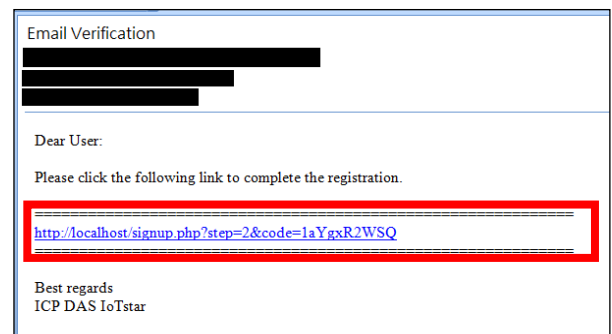 Email Verification
Dear User:
Please click the following link to complete the registration.
==============================================================
http://localhost/signup.php?step=2&code=1aYgxR2WSQ
==============================================================
Best regards
ICP DAS IoTstar